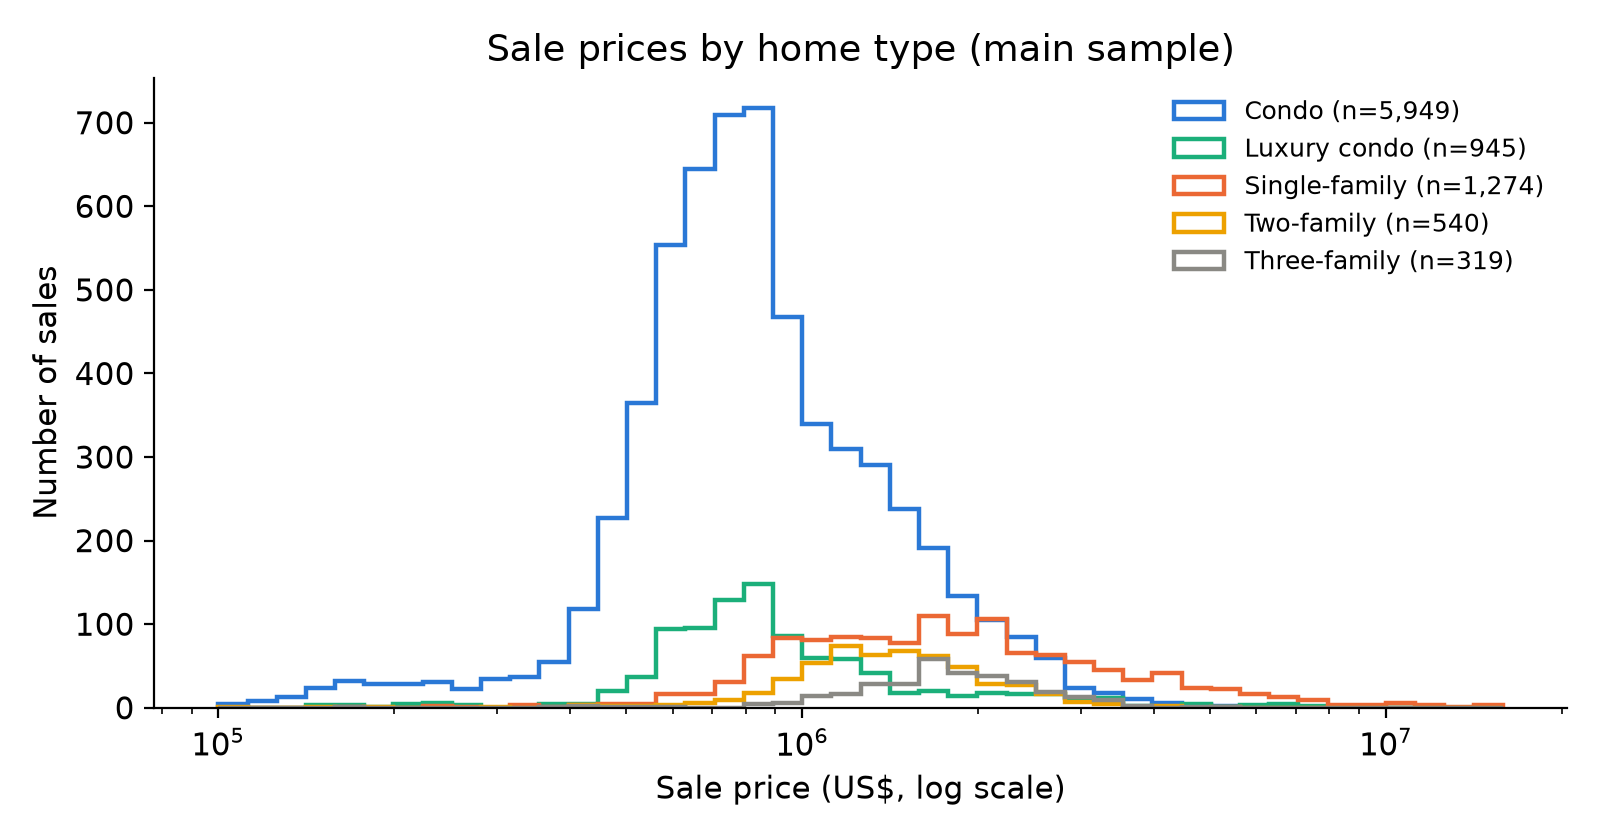 Sale prices by home type (main sample)
Condo (n=5,949)
Luxury condo (n=945)
Single-family (n=1,274)
Two-family (n=540)
Three-family (n=319)
Number of sales
700
600
500
400
300
200
100
0
10⁵ 10⁶ 10⁷
Sale price (US$, log scale)